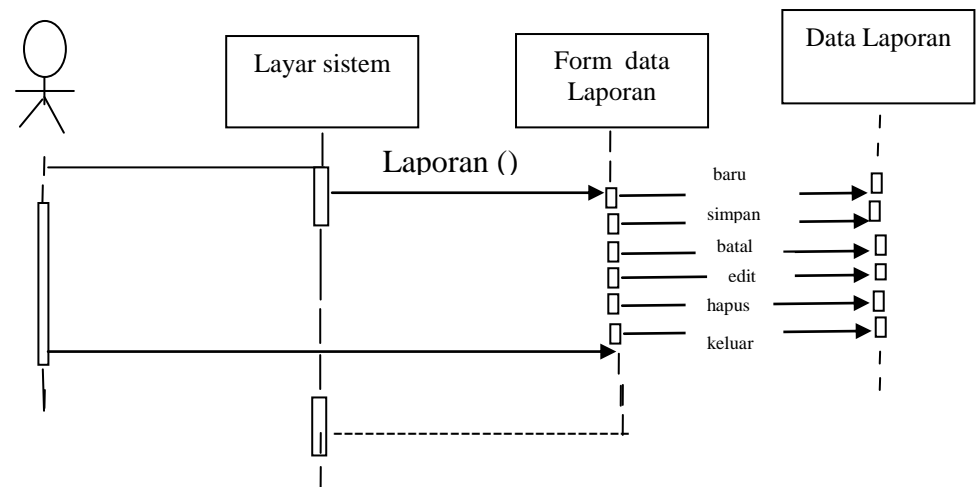 Layar sistem
Form data
Laporan
Data Laporan
Laporan ()
baru
simpan
batal
edit
hapus
keluar